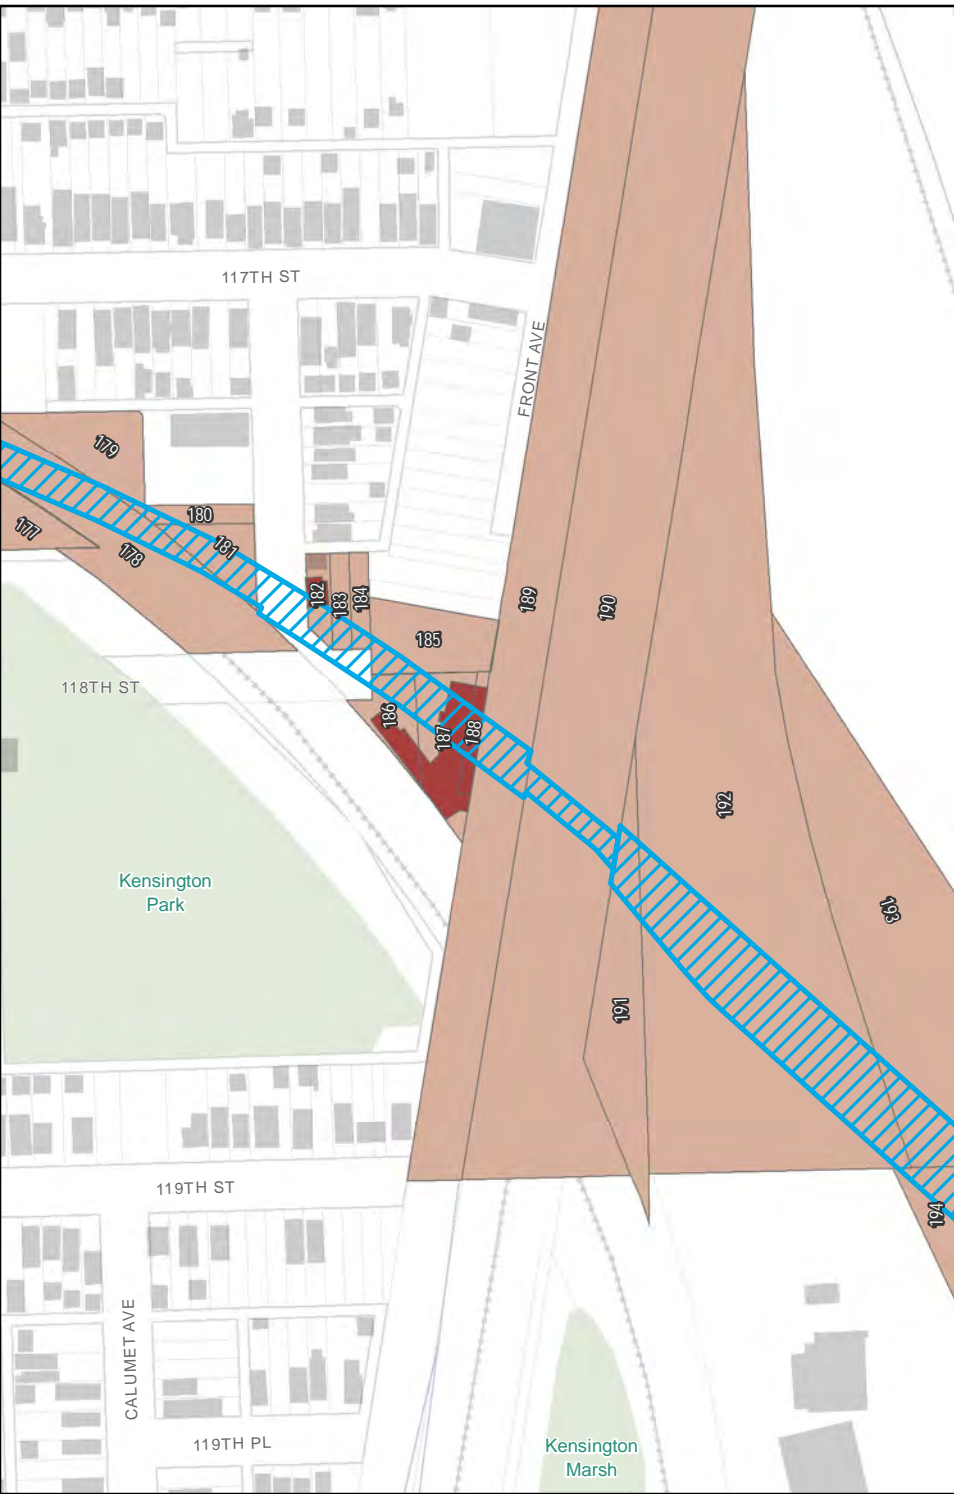 117TH ST
FRONT AVE
179
180
177
178
181
182
183
184
185
189
190
118TH ST
186
187
188
192
Kensington
Park
193
191
119TH ST
194
CALUMET AVE
119TH PL
Kensington
Marsh